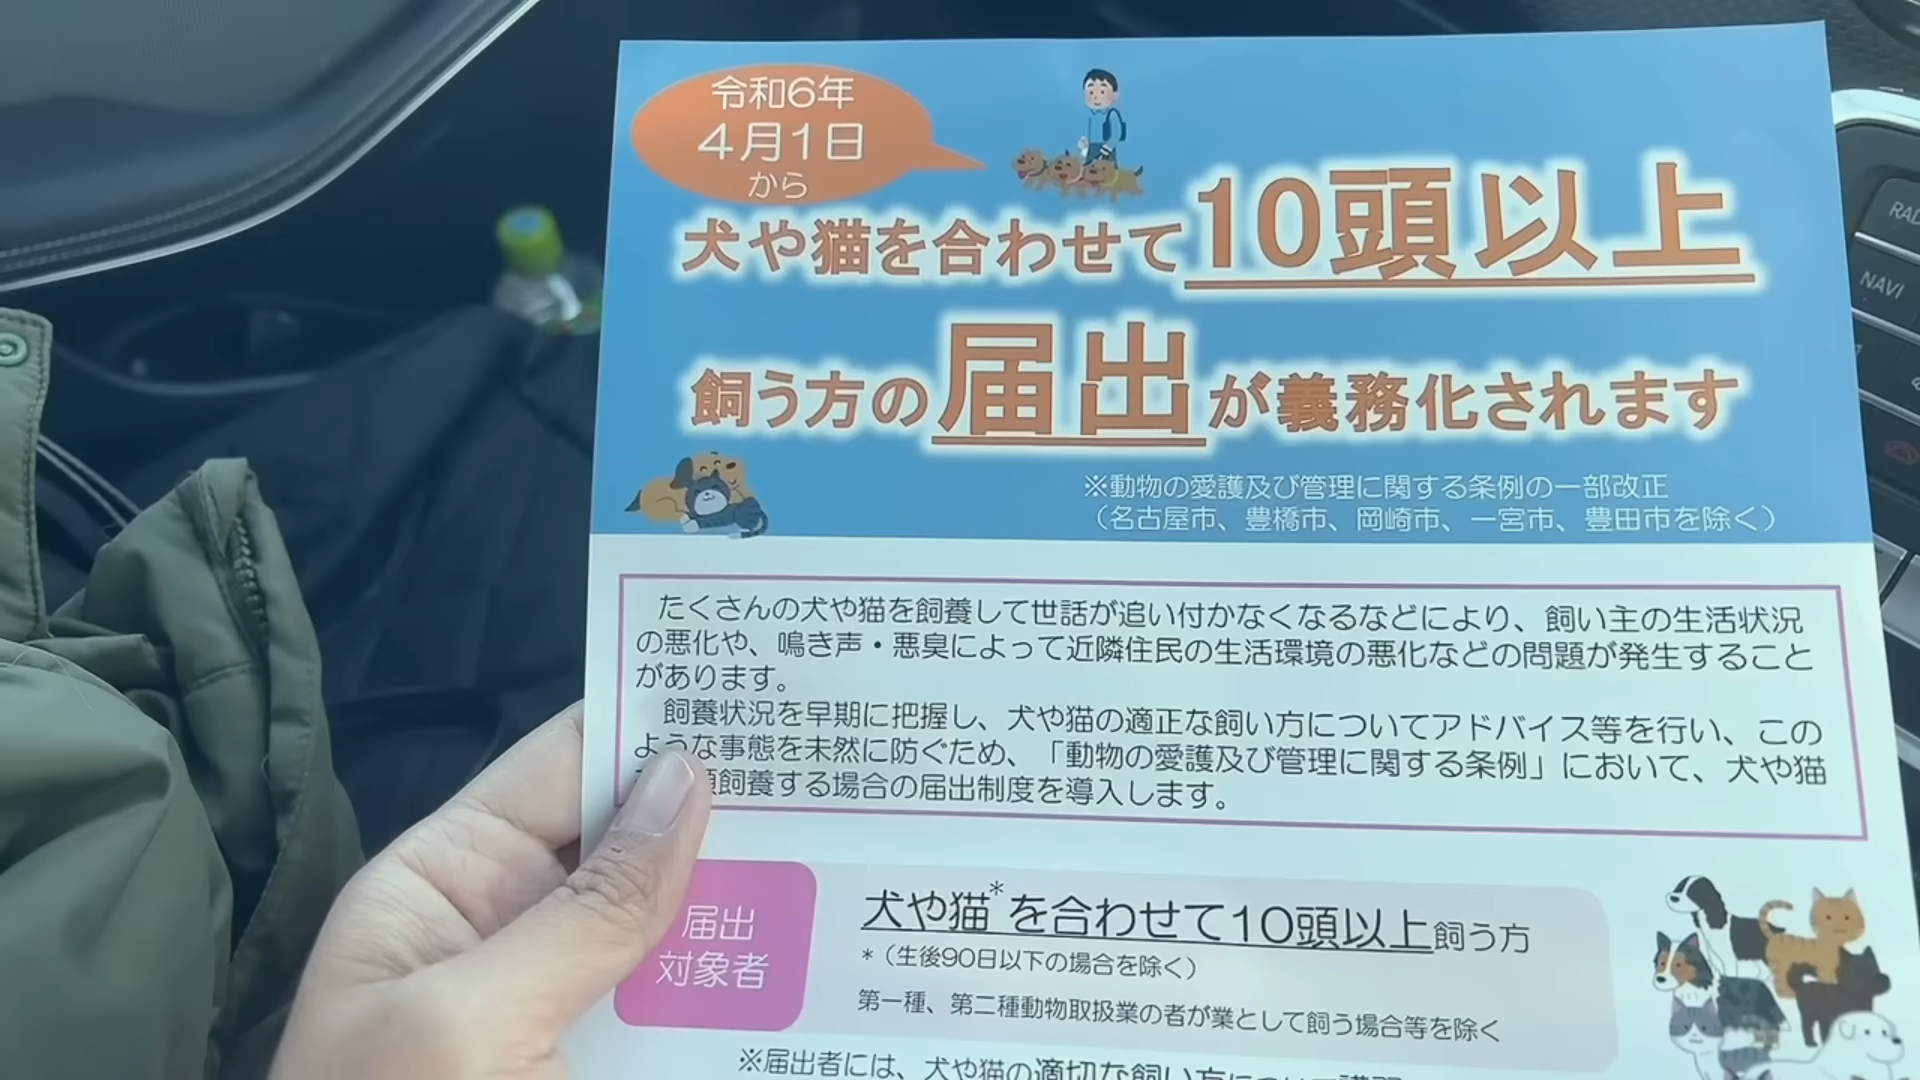 令和6年
4月1日
から
犬や猫を合わせて10頭以上
飼う方の届出が義務化されます
※動物の愛護及び管理に関する条例の一部改正
(名古屋市、豊橋市、岡崎市、一宮市、豊田市を除く)
たくさんの犬や猫を飼養して世話が追い付かなくなるなどにより、飼い主の生活状況
の悪化や、鳴き声・悪臭によって近隣住民の生活環境の悪化などの問題が発生すること
があります。
飼養状況を早期に把握し、犬や猫の適正な飼い方についてアドバイス等を行い、この
ような事態を未然に防ぐため、「動物の愛護及び管理に関する条例」において、犬や猫
飼養する場合の届出制度を導入します。
届出
対象者
犬や猫*を合わせて10頭以上飼う方
*(生後90日以下の場合を除く)
第一種、第二種動物取扱業の者が業として飼う場合等を除く
※届出者には、犬や猫の適切な飼い方について
NAVI